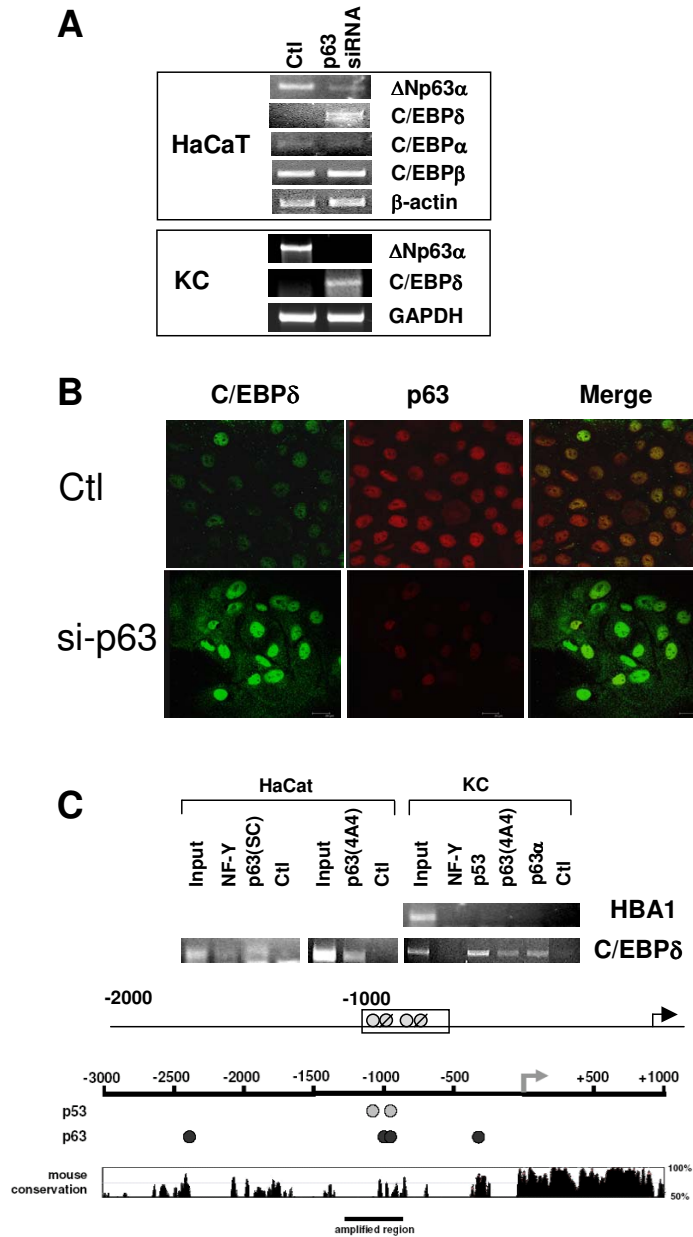 A
Ctl
p63
siRNA
HaCaT
ΔNp63α
C/EBPδ
C/EBPα
C/EBPβ
β-actin
KC
ΔNp63α
C/EBPδ
GAPDH
B
C/EBPδ p63 Merge
Ctl
si-p63
C
HaCat KC
Input NF-Y p63(SC) Ctl Input p63(4A4) Ctl Input NF-Y p53 p63(4A4) p63α Ctl
HBA1
C/EBPδ
-2000 -1000
-3000 -2500 -2000 -1500 -1000 -500 +500 +1000
p53
p63
mouse
conservation
100%
50%
amplified region